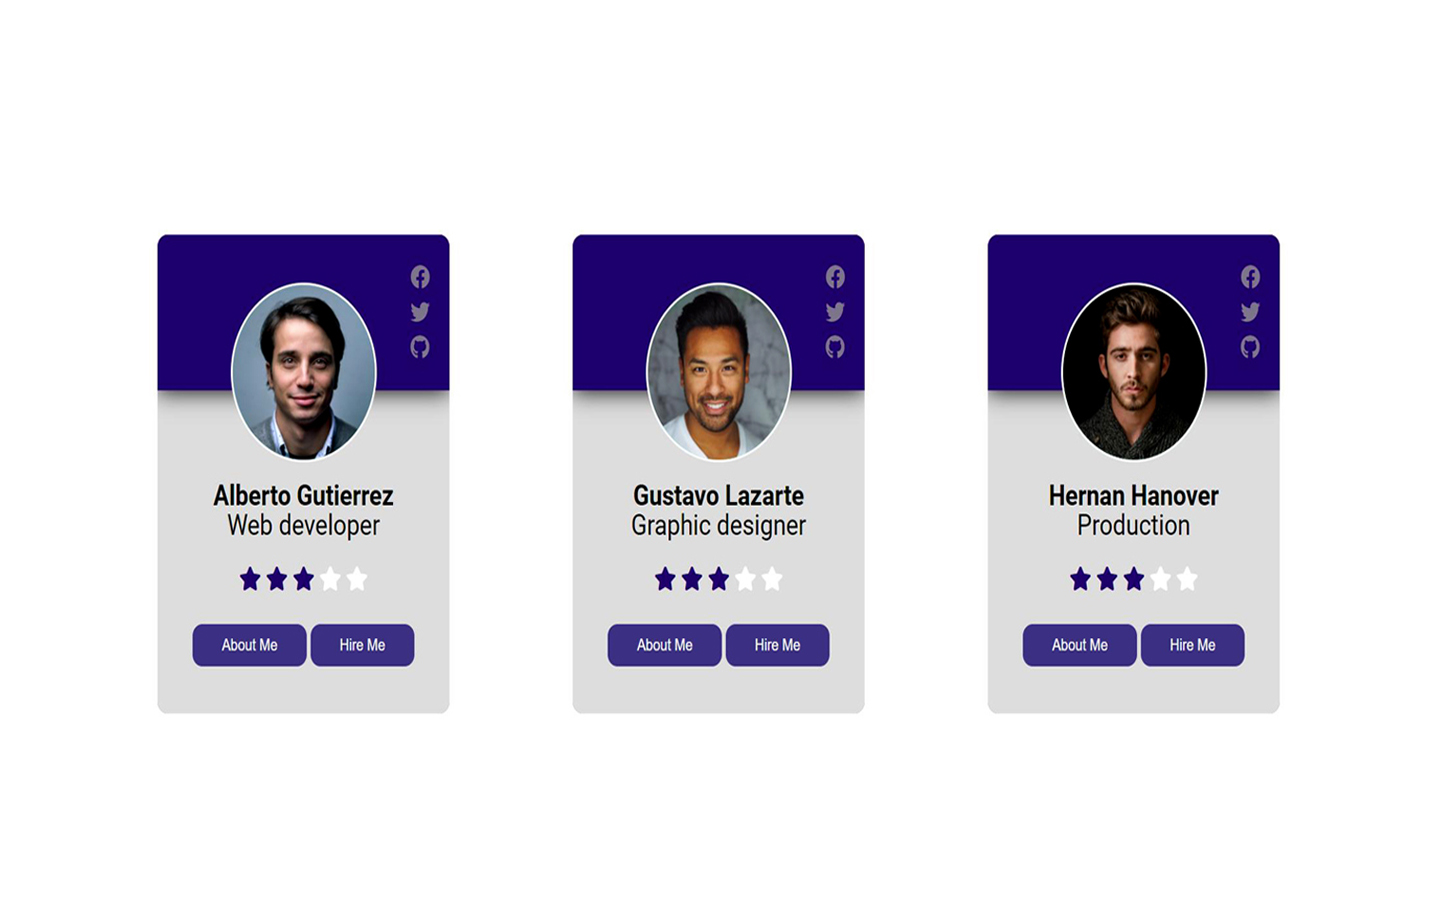 Alberto Gutierrez
Web developer
About Me
Hire Me
Gustavo Lazarte
Graphic designer
About Me
Hire Me
Hernan Hanover
Production
About Me
Hire Me